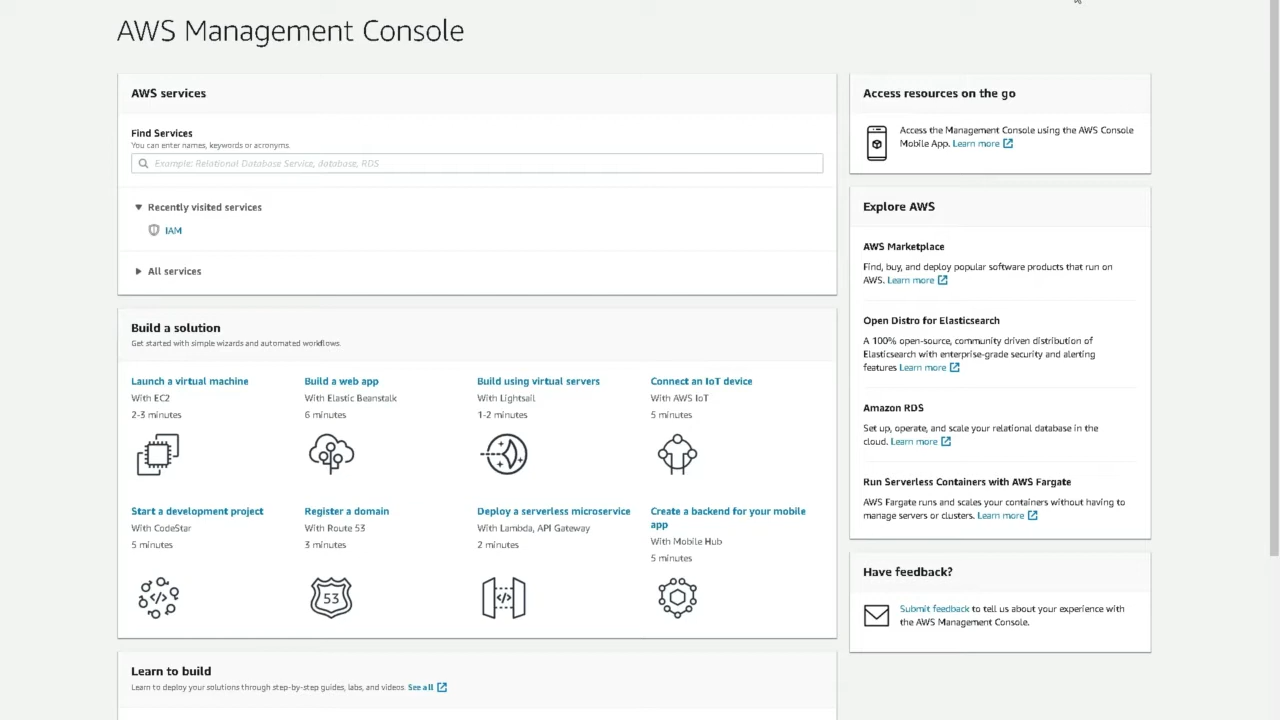 AWS Management Console
AWS services
Find Services
You can enter names, keywords or acronyms.
Example: Relational Database Service, database, RDS
Recently visited services
IAM
All services
Build a solution
Get started with simple wizards and automated workflows.
Launch a virtual machine
With EC2
2-3 minutes
Build a web app
With Elastic Beanstalk
6 minutes
Build using virtual servers
With Lightsail
1-2 minutes
Connect an IoT device
With AWS IoT
5 minutes
Start a development project
With CodeStar
5 minutes
Register a domain
With Route 53
3 minutes
53
Deploy a serverless microservice
With Lambda, API Gateway
2 minutes
Create a backend for your mobile
app
With Mobile Hub
5 minutes
Learn to build
Learn to deploy your solutions through step-by-step guides, labs, and videos. See all
Access resources on the go
Access the Management Console using the AWS Console
Mobile App. Learn more
Explore AWS
AWS Marketplace
Find, buy, and deploy popular software products that run on
AWS. Learn more
Open Distro for Elasticsearch
A 100% open-source, community driven distribution of
Elasticsearch with enterprise-grade security and alerting
features Learn more
Amazon RDS
Set up, operate, and scale your relational database in the
cloud. Learn more
Run Serverless Containers with AWS Fargate
AWS Fargate runs and scales your containers without having to
manage servers or clusters. Learn more
Have feedback?
Submit feedback to tell us about your experience with
the AWS Management Console.